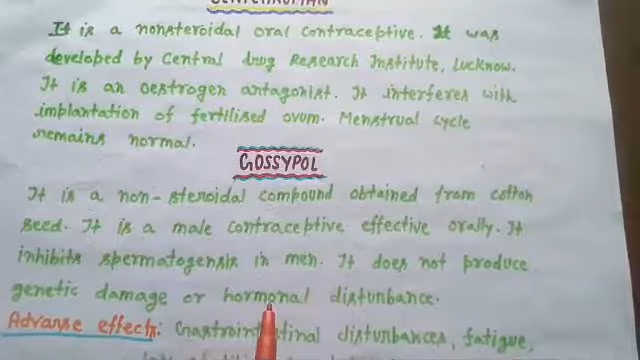 It is a nonsteroidal oral contraceptive. It was
developed by Central drug Research Institute, Lucknow.
It is an oestrogen antagonist. It interferes with
implantation of fertilised ovum. Menstrual cycle
remains normal.
GOSSYPOL
It is a non-steroidal compound obtained from cotton
seed. It is a male contraceptive effective orally. It
inhibits spermatogensis in men. It does not produce
genetic damage or hormonal disturbance.
Adverse effects: Gastrointestinal disturbances, fatigue,